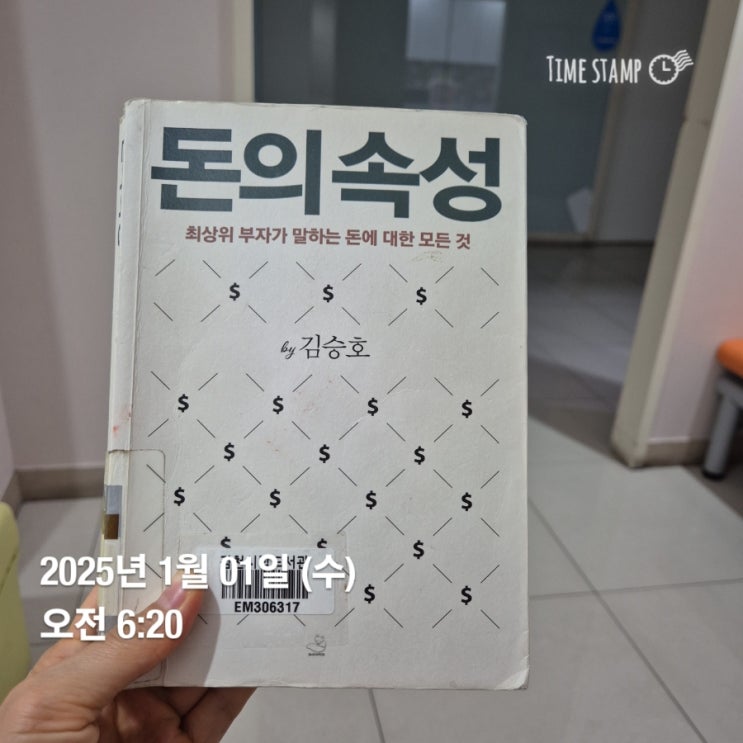 TIME STAMP
돈의 속성
최상위 부자가 말하는 돈에 대한 모든 것
by 김승호
EM306317
2025년 1월 01일 (수)
오전 6:20